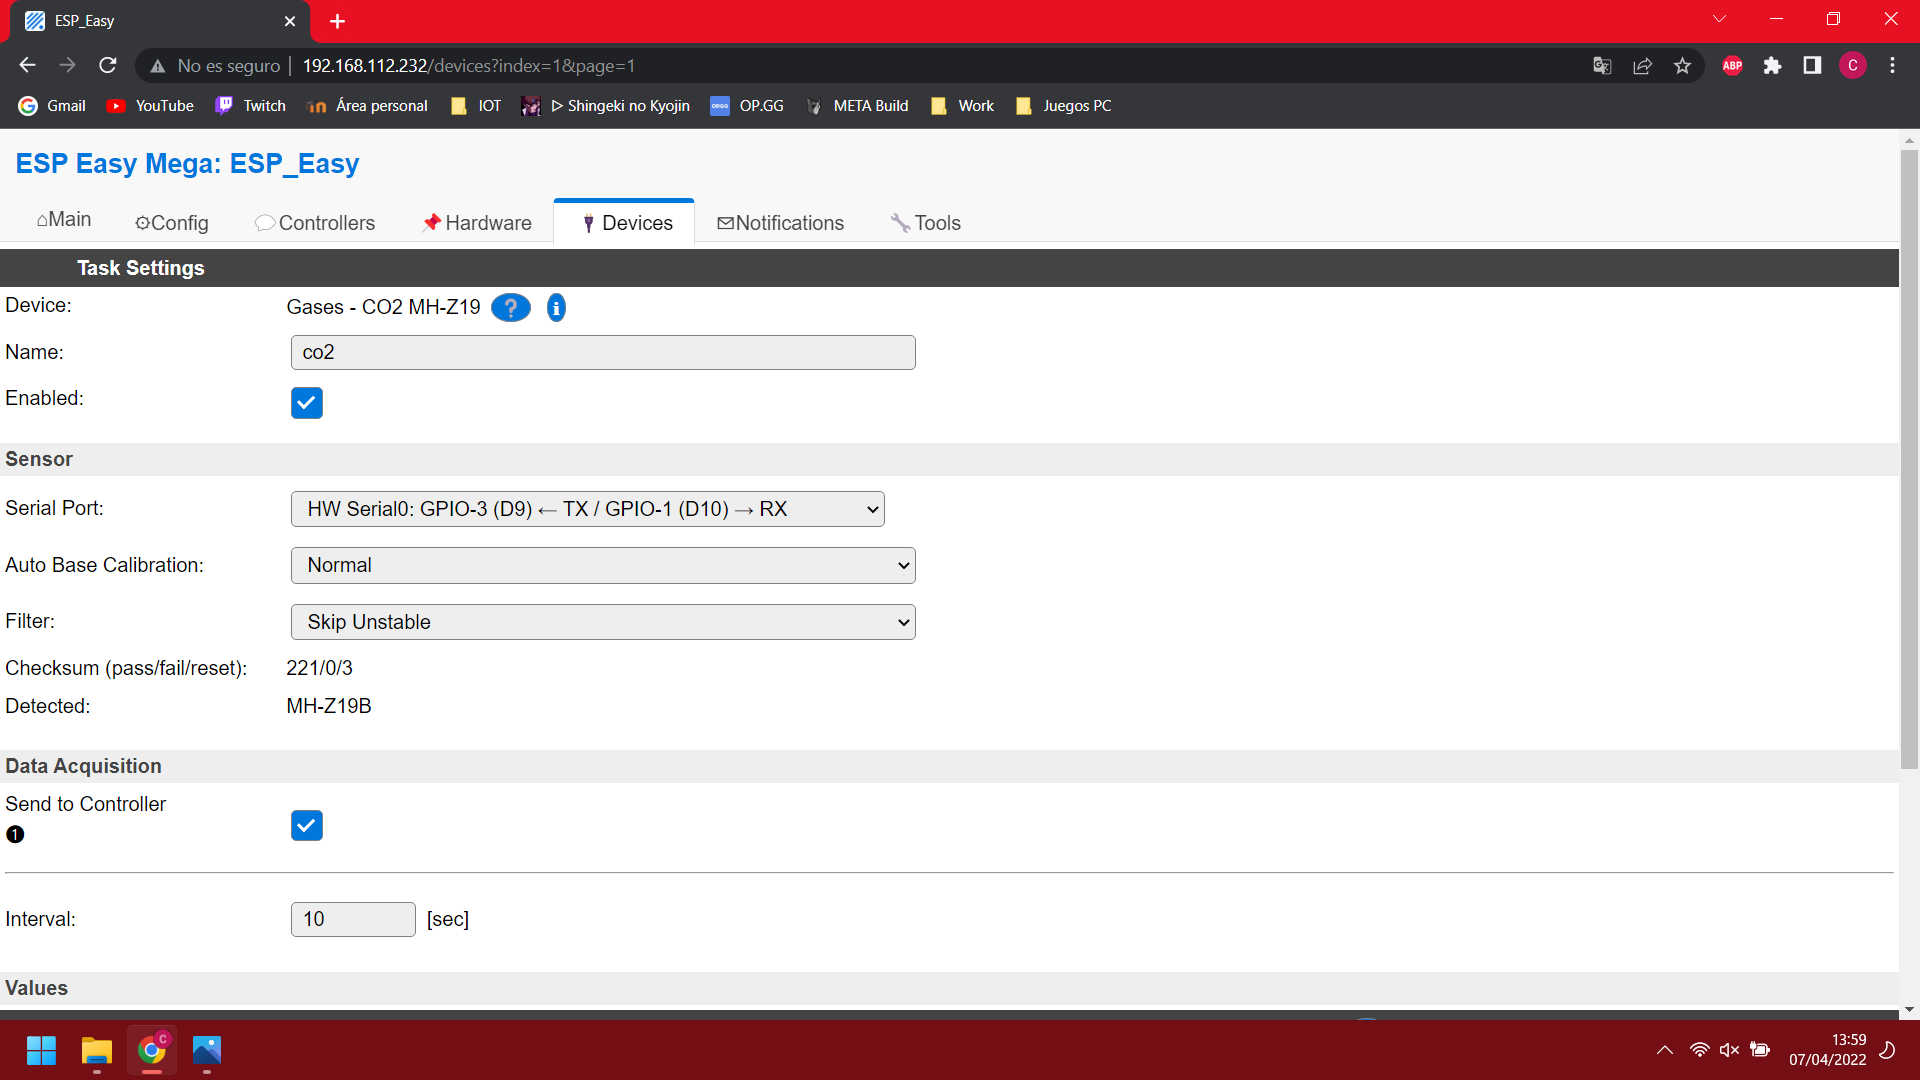 ESP_Easy
No es seguro | 192.168.112.232/devices?index=1&page=1
ABP
C
Gmail YouTube Twitch Área personal IOT ▷ Shingeki no Kyojin OP.GG META Build Work Juegos PC
ESP Easy Mega: ESP_Easy
Main Config Controllers Hardware Devices Notifications Tools
Task Settings
Device: Gases - CO2 MH-Z19 ? i
Name: co2
Enabled:
Sensor
Serial Port: HW Serial0: GPIO-3 (D9) ← TX / GPIO-1 (D10) → RX
Auto Base Calibration: Normal
Filter: Skip Unstable
Checksum (pass/fail/reset): 221/0/3
Detected: MH-Z19B
Data Acquisition
Send to Controller
❶
Interval: 10 [sec]
Values
C
13:59
07/04/2022